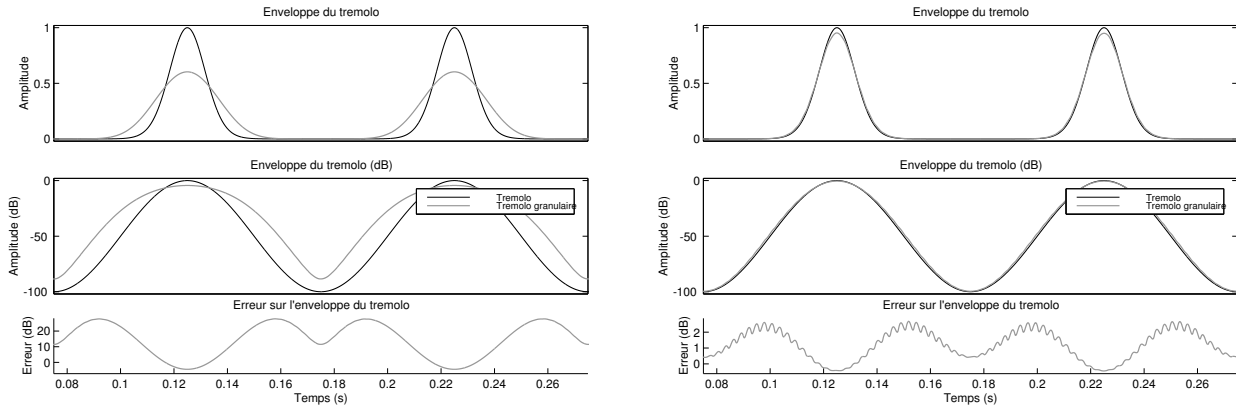 Enveloppe du tremolo
1
0.5
0
Amplitude
Enveloppe du tremolo (dB)
0
-50
-100
Amplitude (dB)
Tremolo
Tremolo granulaire
Erreur sur l'enveloppe du tremolo
20
10
0
Erreur (dB)
0.08 0.1 0.12 0.14 0.16 0.18 0.2 0.22 0.24 0.26
Temps (s)
Enveloppe du tremolo
1
0.5
0
Amplitude
Enveloppe du tremolo (dB)
0
-50
-100
Amplitude (dB)
Tremolo
Tremolo granulaire
Erreur sur l'enveloppe du tremolo
2
1
0
Erreur (dB)
0.08 0.1 0.12 0.14 0.16 0.18 0.2 0.22 0.24 0.26
Temps (s)